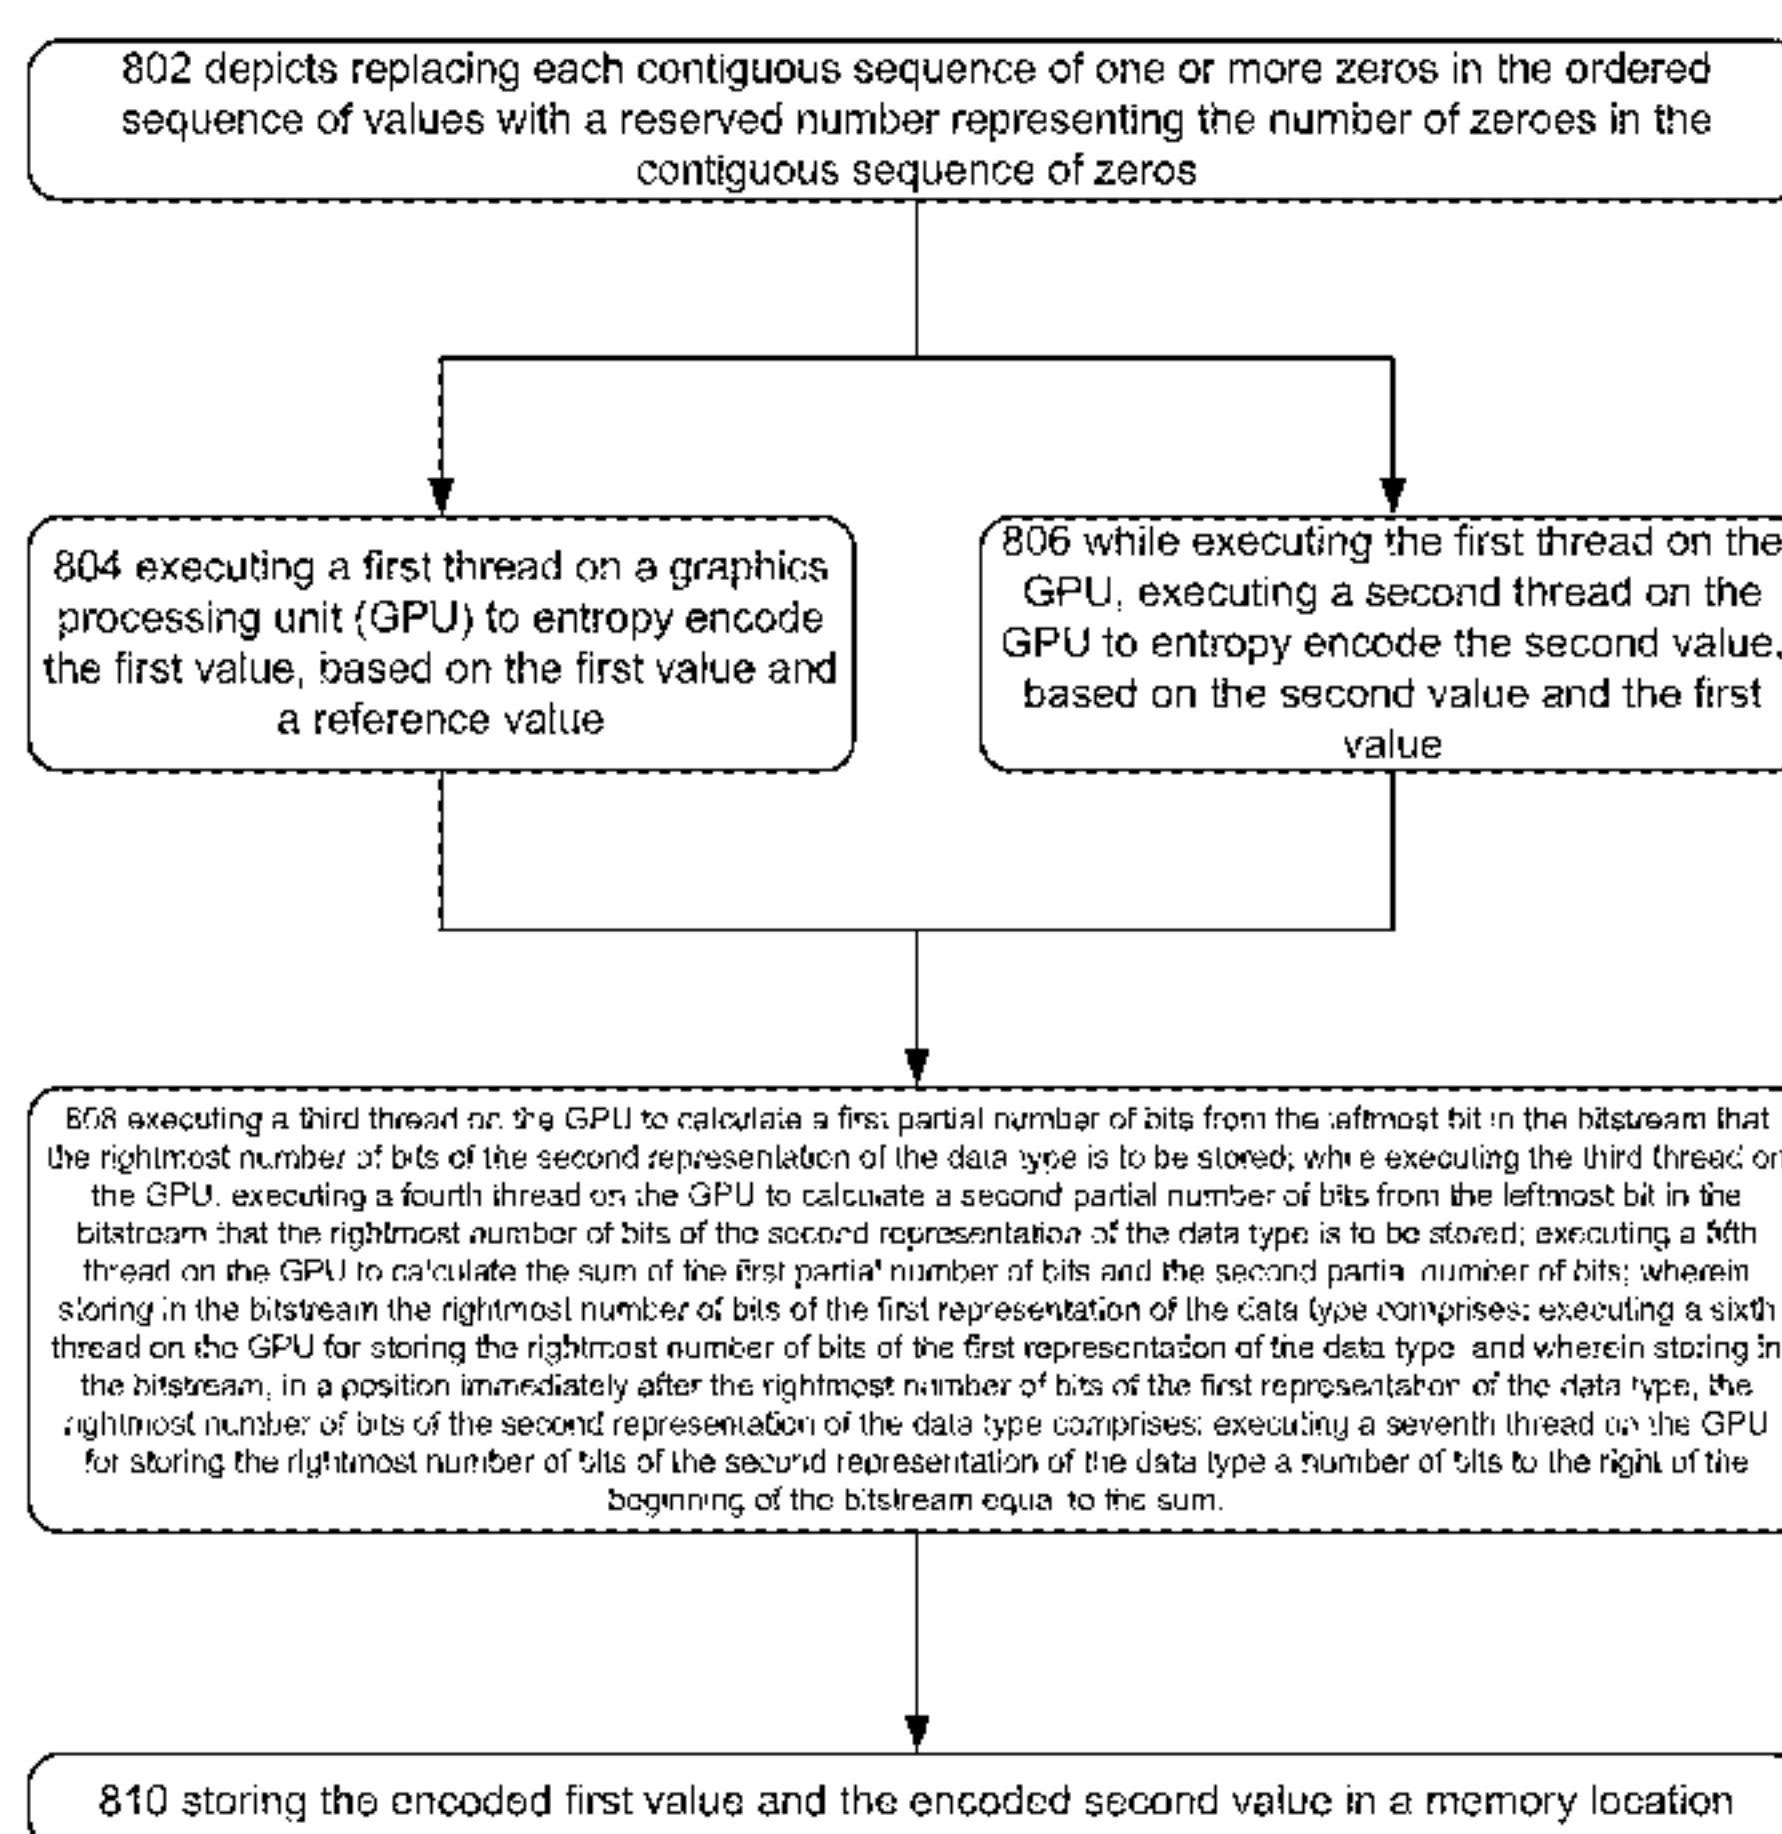 802 depicts replacing each contiguous sequence of one or more zeros in the ordered
sequence of values with a reserved number representing the number of zeroes in the
contiguous sequence of zeros
804 executing a first thread on a graphics
processing unit (GPU) to entropy encode
the first value, based on the first value and
a reference value
806 while executing the first thread on the
GPU, executing a second thread on the
GPU to entropy encode the second value,
based on the second value and the first
value
808 executing a third thread on the GPU to calculate a first partial number of bits from the leftmost bit in the bitstream that
the rightmost number of bits of the second representation of the data type is to be stored; while executing the third thread on
the GPU, executing a fourth thread on the GPU to calculate a second partial number of bits from the leftmost bit in the
bitstream that the rightmost number of bits of the second representation of the data type is to be stored; executing a fifth
thread on the GPU to calculate the sum of the first partial number of bits and the second partial number of bits; wherein
storing in the bitstream the rightmost number of bits of the first representation of the data type comprises: executing a sixth
thread on the GPU for storing the rightmost number of bits of the first representation of the data type and wherein storing in
the bitstream, in a position immediately after the rightmost number of bits of the first representation of the data type, the
rightmost number of bits of the second representation of the data type comprises: executing a seventh thread on the GPU
for storing the rightmost number of bits of the second representation of the data type a number of bits to the right of the
beginning of the bitstream equal to the sum.
810 storing the encoded first value and the encoded second value in a memory location